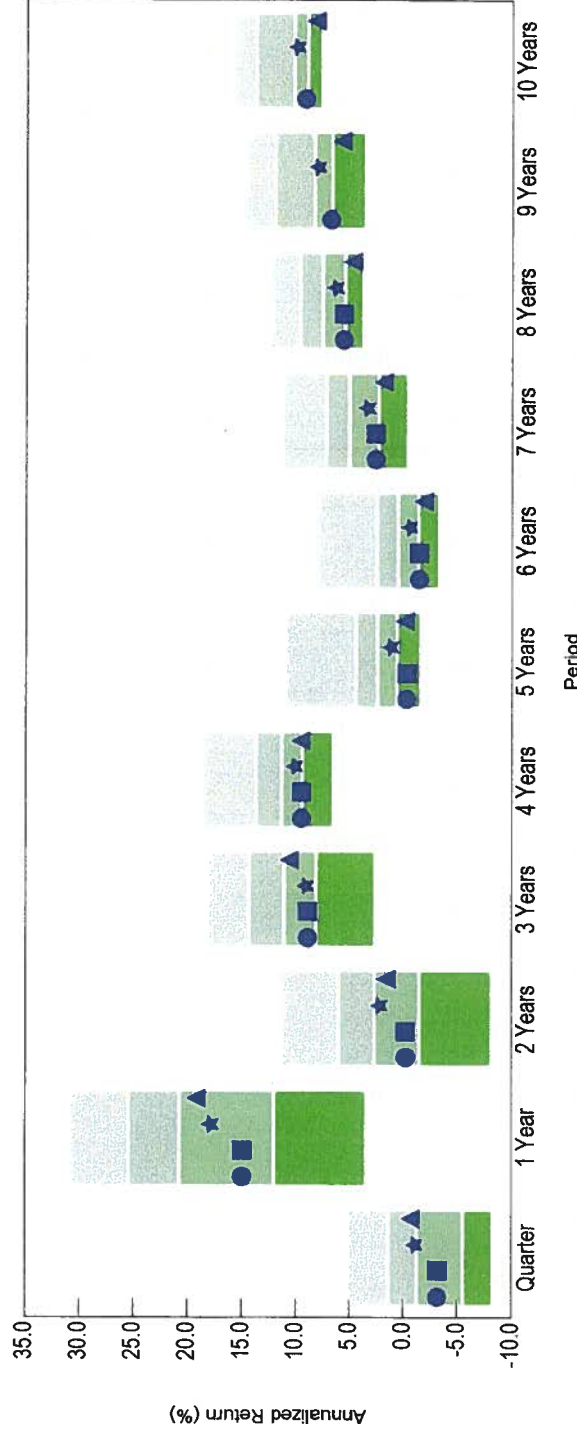 Annualized Return (%)
35.0
30.0
25.0
20.0
15.0
10.0
5.0
0.0
-5.0
-10.0
Quarter
1 Year
2 Years
3 Years
4 Years
5 Years
6 Years
7 Years
8 Years
9 Years
10 Years
Period